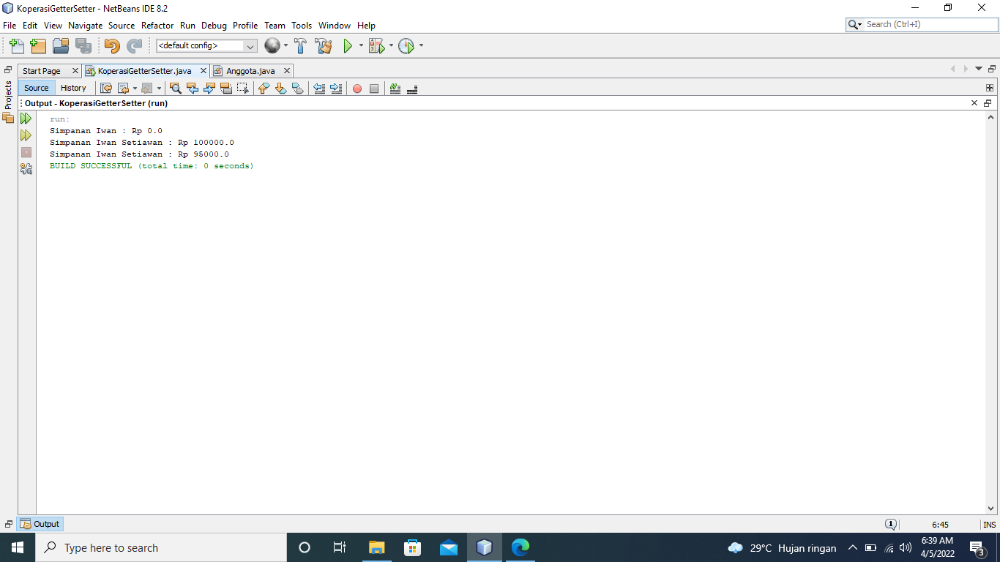 KoperasiGetterSetter - NetBeans IDE 8.2
File Edit View Navigate Source Refactor Run Debug Profile Team Tools Window Help
Search (Ctrl+I)
<default config>
Start Page KoperasiGetterSetter.java Anggota.java
Projects
Source History
Output - KoperasiGetterSetter (run)
run:
Simpanan Iwan : Rp 0.0
Simpanan Iwan Setiawan : Rp 100000.0
Simpanan Iwan Setiawan : Rp 95000.0
BUILD SUCCESSFUL (total time: 0 seconds)
Output
1
6:45
INS
Type here to search
29°C Hujan ringan
6:39 AM
4/5/2022
3